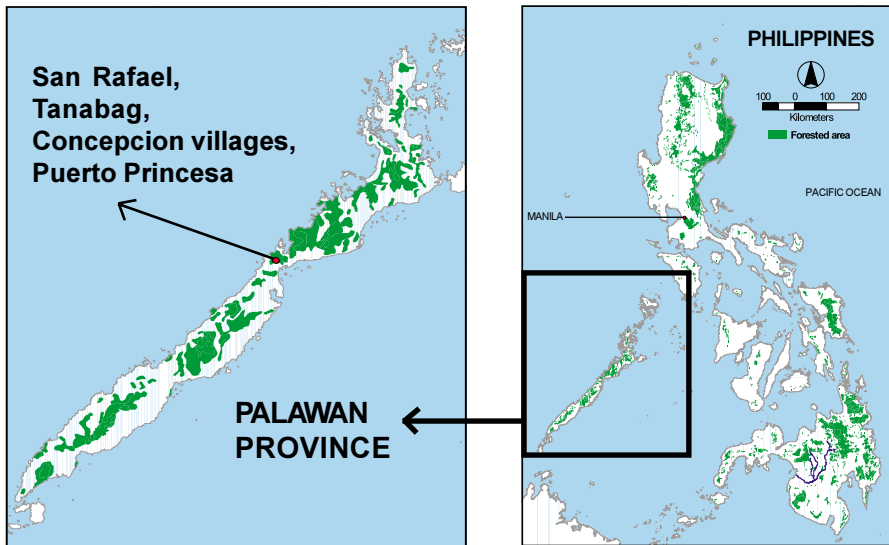 San Rafael,
Tanabag,
Concepcion villages,
Puerto Princesa
PALAWAN
PROVINCE
PHILIPPINES
100 0 100 200
Kilometers
Forested area
PACIFIC OCEAN
MANILA